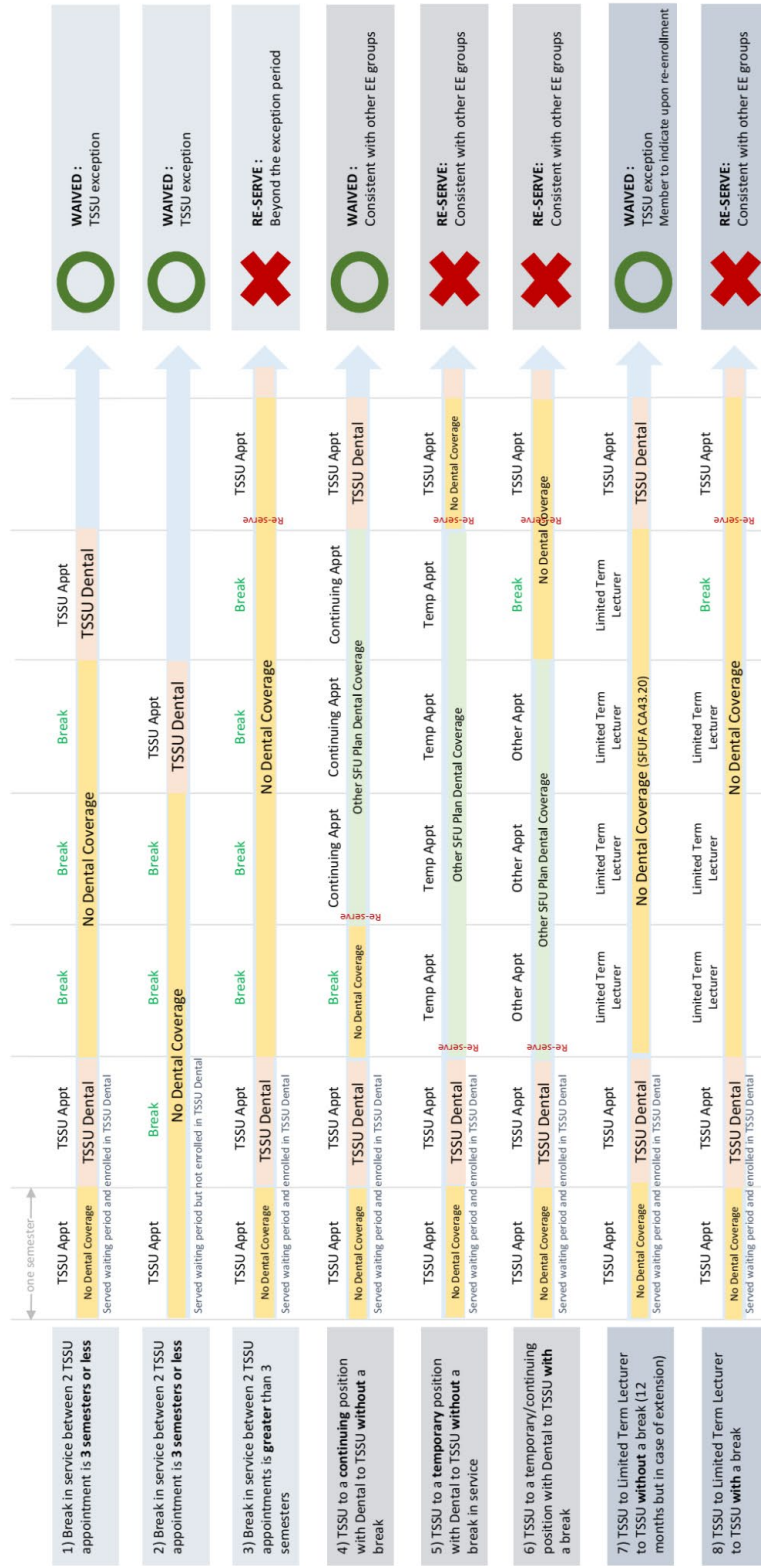 one semester
1) Break in service between 2 TSSU
appointment is 3 semesters or less
TSSU Appt
TSSU Appt
Break
Break
Break
TSSU Appt
No Dental Coverage
TSSU Dental
No Dental Coverage
TSSU Dental
Served waiting period and enrolled in TSSU Dental
WAIVED :
TSSU exception
2) Break in service between 2 TSSU
appointment is 3 semesters or less
TSSU Appt
Break
Break
Break
TSSU Appt
No Dental Coverage
TSSU Dental
Served waiting period but not enrolled in TSSU Dental
WAIVED :
TSSU exception
3) Break in service between 2 TSSU
appointments is greater than 3
semesters
TSSU Appt
TSSU Appt
Break
Break
Break
Break
TSSU Appt
No Dental Coverage
TSSU Dental
No Dental Coverage
Re-serve
Served waiting period and enrolled in TSSU Dental
RE-SERVE :
Beyond the exception period
4) TSSU to a continuing position
with Dental to TSSU without a
break
TSSU Appt
TSSU Appt
Break
Continuing Appt
Continuing Appt
Continuing Appt
TSSU Appt
No Dental Coverage
TSSU Dental
No Dental Coverage
Re-serve
Other SFU Plan Dental Coverage
TSSU Dental
Served waiting period and enrolled in TSSU Dental
WAIVED :
Consistent with other EE groups
5) TSSU to a temporary position
with Dental to TSSU without a
break in service
TSSU Appt
TSSU Appt
Temp Appt
Temp Appt
Temp Appt
Temp Appt
TSSU Appt
No Dental Coverage
TSSU Dental
Re-serve
Other SFU Plan Dental Coverage
Re-serve
No Dental Coverage
Served waiting period and enrolled in TSSU Dental
RE-SERVE:
Consistent with other EE groups
6) TSSU to a temporary/continuing
position with Dental to TSSU with
a break
TSSU Appt
TSSU Appt
Other Appt
Other Appt
Other Appt
Break
TSSU Appt
No Dental Coverage
TSSU Dental
Re-serve
Other SFU Plan Dental Coverage
No Dental Coverage
Re-serve
Served waiting period and enrolled in TSSU Dental
RE-SERVE:
Consistent with other EE groups
7) TSSU to Limited Term Lecturer
to TSSU without a break (12
months but in case of extension)
TSSU Appt
TSSU Appt
Limited Term
Lecturer
Limited Term
Lecturer
Limited Term
Lecturer
Limited Term
Lecturer
TSSU Appt
No Dental Coverage
TSSU Dental
No Dental Coverage (SFUFA CA43.20)
TSSU Dental
Served waiting period and enrolled in TSSU Dental
WAIVED :
TSSU exception
Member to indicate upon re-enrollment
8) TSSU to Limited Term Lecturer
to TSSU with a break
TSSU Appt
TSSU Appt
Limited Term
Lecturer
Limited Term
Lecturer
Limited Term
Lecturer
Break
TSSU Appt
No Dental Coverage
TSSU Dental
No Dental Coverage
Re-serve
Served waiting period and enrolled in TSSU Dental
RE-SERVE:
Consistent with other EE groups